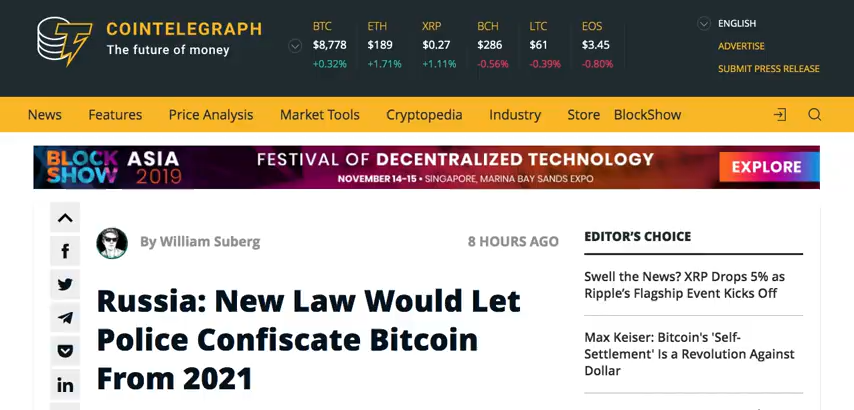 COINTELEGRAPH
The future of money
BTC ETH XRP BCH LTC EOS
$8,778 $189 $0.27 $286 $61 $3.45
+0.32% +1.71% +1.11% -0.56% -0.39% -0.80%
ENGLISH
ADVERTISE
SUBMIT PRESS RELEASE
News Features Price Analysis Market Tools Cryptopedia Industry Store BlockShow
BLOCK SHOW ASIA 2019
FESTIVAL OF DECENTRALIZED TECHNOLOGY
NOVEMBER 14-15 • SINGAPORE, MARINA BAY SANDS EXPO
EXPLORE
By William Suberg 8 HOURS AGO
Russia: New Law Would Let
Police Confiscate Bitcoin
From 2021
EDITOR'S CHOICE
Swell the News? XRP Drops 5% as
Ripple's Flagship Event Kicks Off
Max Keiser: Bitcoin's 'Self-
Settlement' Is a Revolution Against
Dollar